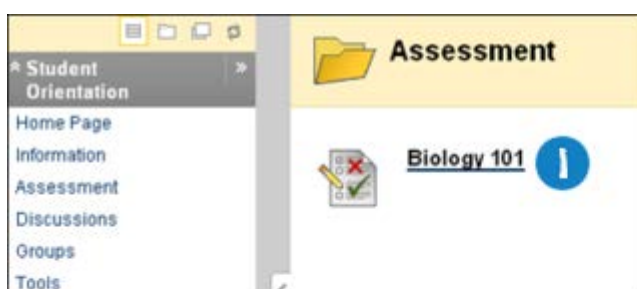 Student
Orientation
Home Page
Information
Assessment
Discussions
Groups
Tools
Assessment
Biology 101
1